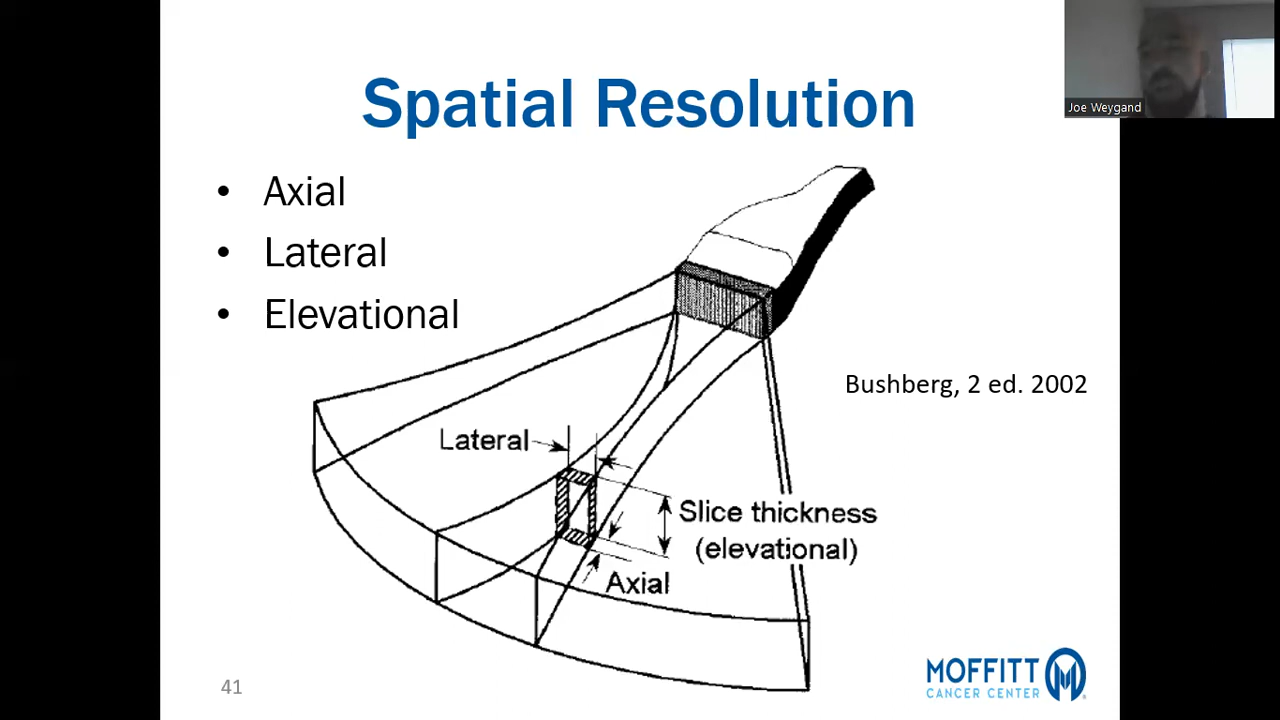 Spatial Resolution
Joe Weygand
• Axial
• Lateral
• Elevational
Bushberg, 2 ed. 2002
Lateral
Slice thickness
(elevational)
Axial
41
MOFFITT
CANCER CENTER